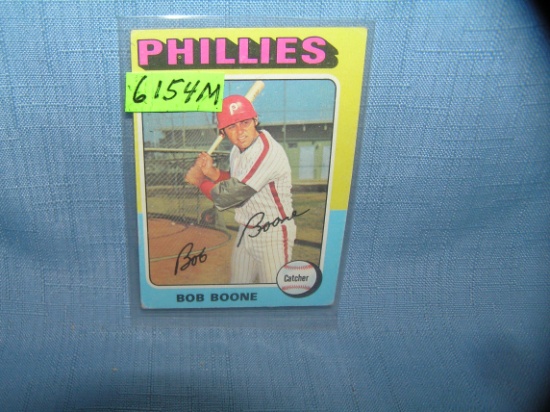 PHILLIES
6154M
P
Bob Boone
Catcher
BOB BOONE